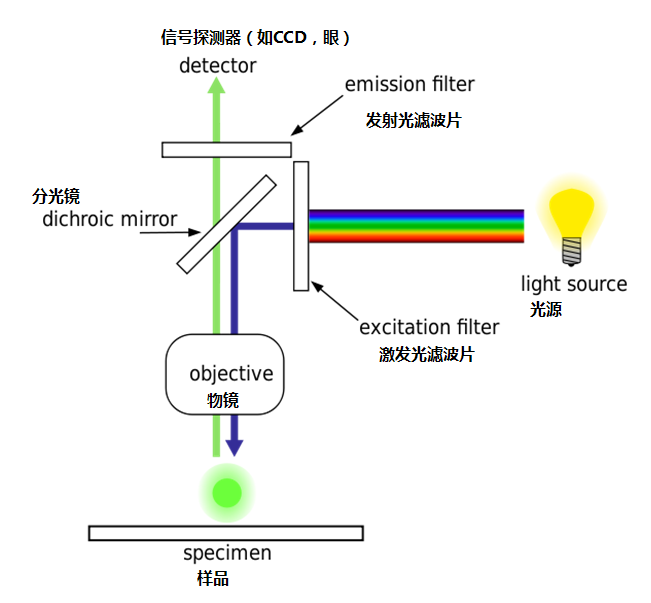 信号探测器（如CCD，眼）
detector
emission filter
发射光滤波片
分光镜
dichroic mirror
light source
光源
excitation filter
激发光滤波片
objective
物镜
specimen
样品